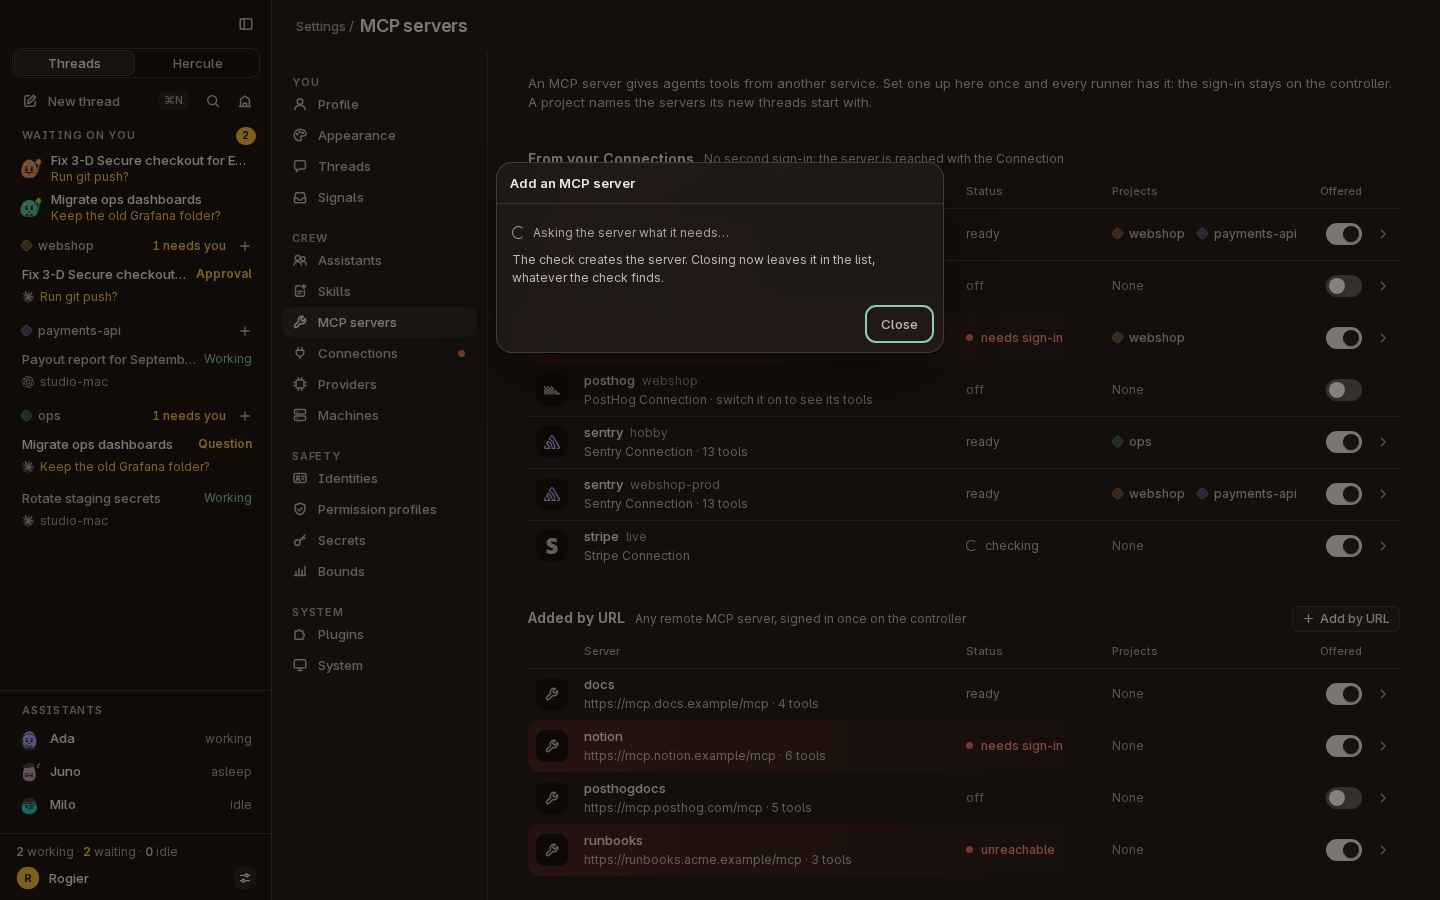 Threads
Hercule
New thread
⌘N
WAITING ON YOU
2
Fix 3-D Secure checkout for E…
Run git push?
Migrate ops dashboards
Keep the old Grafana folder?
webshop
1 needs you
Fix 3-D Secure checkout…
Approval
Run git push?
payments-api
Payout report for Septemb…
Working
studio-mac
ops
1 needs you
Migrate ops dashboards
Question
Keep the old Grafana folder?
Rotate staging secrets
Working
studio-mac
ASSISTANTS
Ada
working
Juno
asleep
Milo
idle
2 working · 2 waiting · 0 idle
R
Rogier
Settings / MCP servers
YOU
Profile
Appearance
Threads
Signals
CREW
Assistants
Skills
MCP servers
Connections
Providers
Machines
SAFETY
Identities
Permission profiles
Secrets
Bounds
SYSTEM
Plugins
System
An MCP server gives agents tools from another service. Set one up here once and every runner has it: the sign-in stays on the controller.
A project names the servers its new threads start with.
From your Connections No second sign-in: the server is reached with the Connection
Status
Projects
Offered
ready
webshop
payments-api
off
None
needs sign-in
webshop
Add an MCP server
Asking the server what it needs…
The check creates the server. Closing now leaves it in the list,
whatever the check finds.
Close
posthog webshop
PostHog Connection · switch it on to see its tools
off
None
sentry hobby
Sentry Connection · 13 tools
ready
ops
sentry webshop-prod
Sentry Connection · 13 tools
ready
webshop
payments-api
stripe live
Stripe Connection
checking
None
Added by URL Any remote MCP server, signed in once on the controller
Add by URL
Server
Status
Projects
Offered
docs
https://mcp.docs.example/mcp · 4 tools
ready
None
notion
https://mcp.notion.example/mcp · 6 tools
needs sign-in
None
posthogdocs
https://mcp.posthog.com/mcp · 5 tools
off
None
runbooks
https://runbooks.acme.example/mcp · 3 tools
unreachable
None